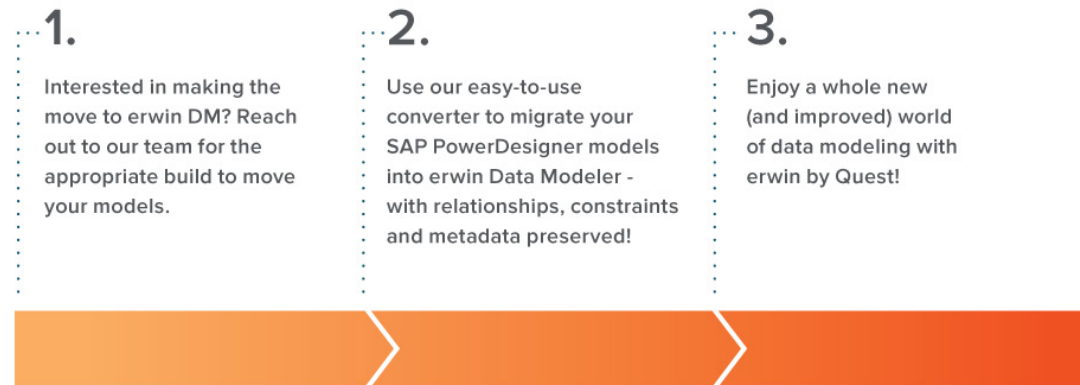 1.
Interested in making the
move to erwin DM? Reach
out to our team for the
appropriate build to move
your models.
2.
Use our easy-to-use
converter to migrate your
SAP PowerDesigner models
into erwin Data Modeler -
with relationships, constraints
and metadata preserved!
3.
Enjoy a whole new
(and improved) world
of data modeling with
erwin by Quest!